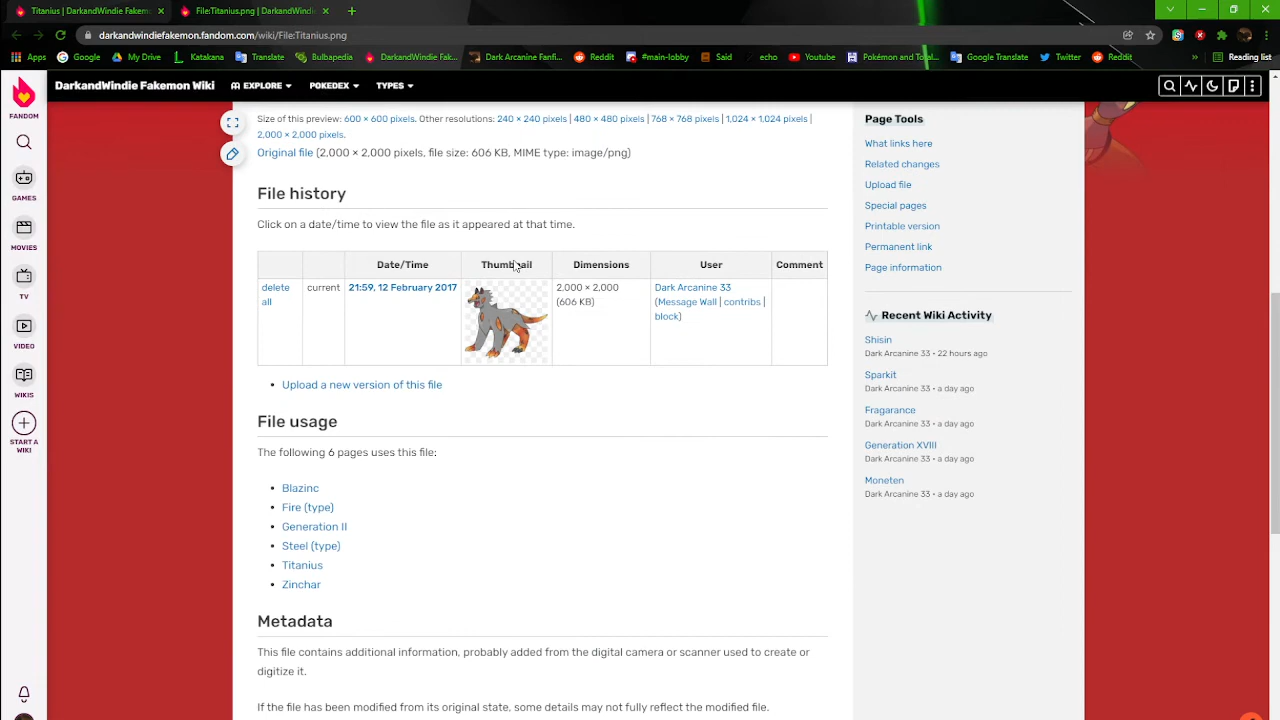 Titanius | DarkandWindie Fakemo
File:Titanius.png | DarkandWindi
darkandwindiefakemon.fandom.com/wiki/File:Titanius.png
Apps Google My Drive Katakana Bulbapedia DarkandWindie Fak... Dark Arcanine Fanfi... Reddit #main-lobby Said echo Youtube Pokémon and Total... Google Translate Twitter Reddit Reading list
DarkandWindie Fakemon Wiki EXPLORE POKEDEX TYPES
FANDOM
GAMES
MOVIES
TV
VIDEO
WIKIS
START A
WIKI
Size of this preview: 600 × 600 pixels. Other resolutions: 240 × 240 pixels | 480 × 480 pixels | 768 × 768 pixels | 1,024 × 1,024 pixels |
2,000 × 2,000 pixels.
Original file (2,000 × 2,000 pixels, file size: 606 KB, MIME type: image/png)
File history
Click on a date/time to view the file as it appeared at that time.
Date/Time Thumbnail Dimensions User Comment
delete all current 21:59, 12 February 2017 2,000 × 2,000 Dark Arcanine 33
(606 KB) (Message Wall | contribs |
block)
Upload a new version of this file
File usage
The following 6 pages uses this file:
Blazinc
Fire (type)
Generation II
Steel (type)
Titanius
Zinchar
Metadata
This file contains additional information, probably added from the digital camera or scanner used to create or
digitize it.
If the file has been modified from its original state, some details may not fully reflect the modified file.
Page Tools
What links here
Related changes
Upload file
Special pages
Printable version
Permanent link
Page information
Recent Wiki Activity
Shisin
Dark Arcanine 33 • 22 hours ago
Sparkit
Dark Arcanine 33 • a day ago
Fragarance
Dark Arcanine 33 • a day ago
Generation XVIII
Dark Arcanine 33 • a day ago
Moneten
Dark Arcanine 33 • a day ago